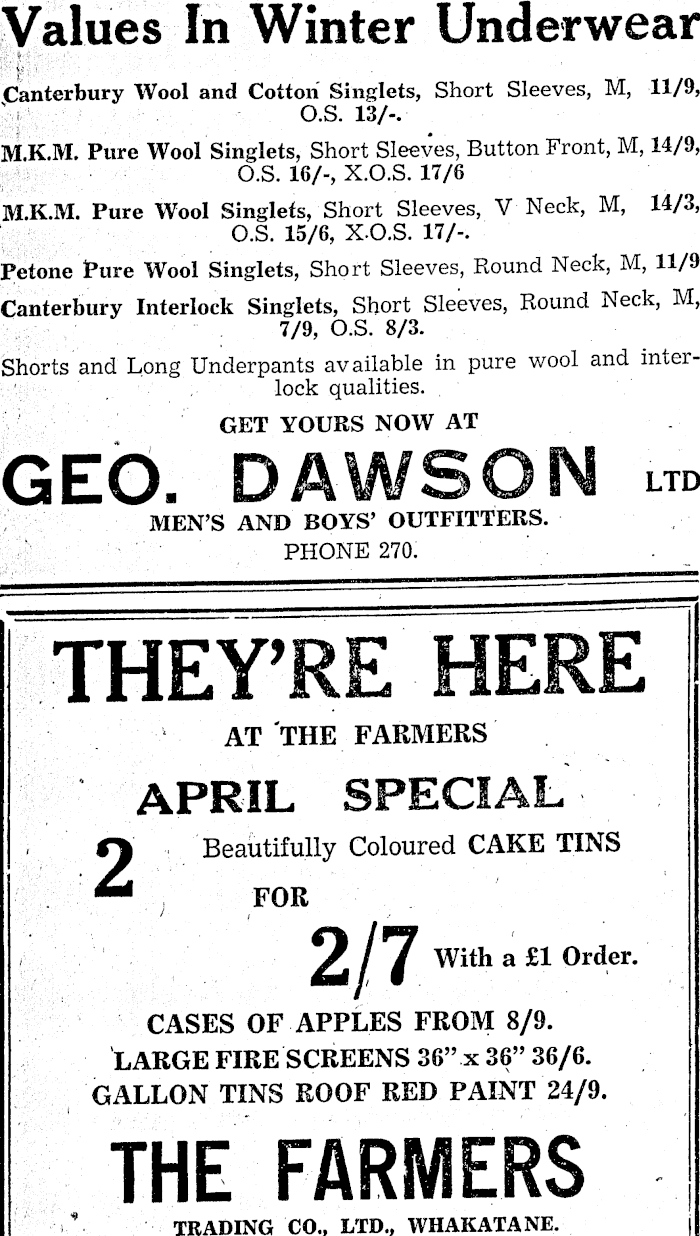 Values In Winter Underwear
Canterbury Wool and Cotton Singlets, Short Sleeves, M, 11/9,
O.S. 13/-.
M.K.M. Pure Wool Singlets, Short Sleeves, Button Front, M, 14/9,
O.S. 16/-, X.O.S. 17/6
M.K.M. Pure Wool Singlets, Short Sleeves, V Neck, M, 14/3,
O.S. 15/6, X.O.S. 17/-.
Petone Pure Wool Singlets, Short Sleeves, Round Neck, M, 11/9
Canterbury Interlock Singlets, Short Sleeves, Round Neck, M,
7/9, O.S. 8/3.
Shorts and Long Underpants available in pure wool and inter-
lock qualities.
GET YOURS NOW AT
GEO. DAWSON LTD
MEN'S AND BOYS' OUTFITTERS.
PHONE 270.
THEY'RE HERE
AT THE FARMERS
APRIL SPECIAL
2 Beautifully Coloured CAKE TINS
FOR
2/7 With a £1 Order.
CASES OF APPLES FROM 8/9.
LARGE FIRE SCREENS 36” x 36” 36/6.
GALLON TINS ROOF RED PAINT 24/9.
THE FARMERS
TRADING CO., LTD., WHAKATANE.